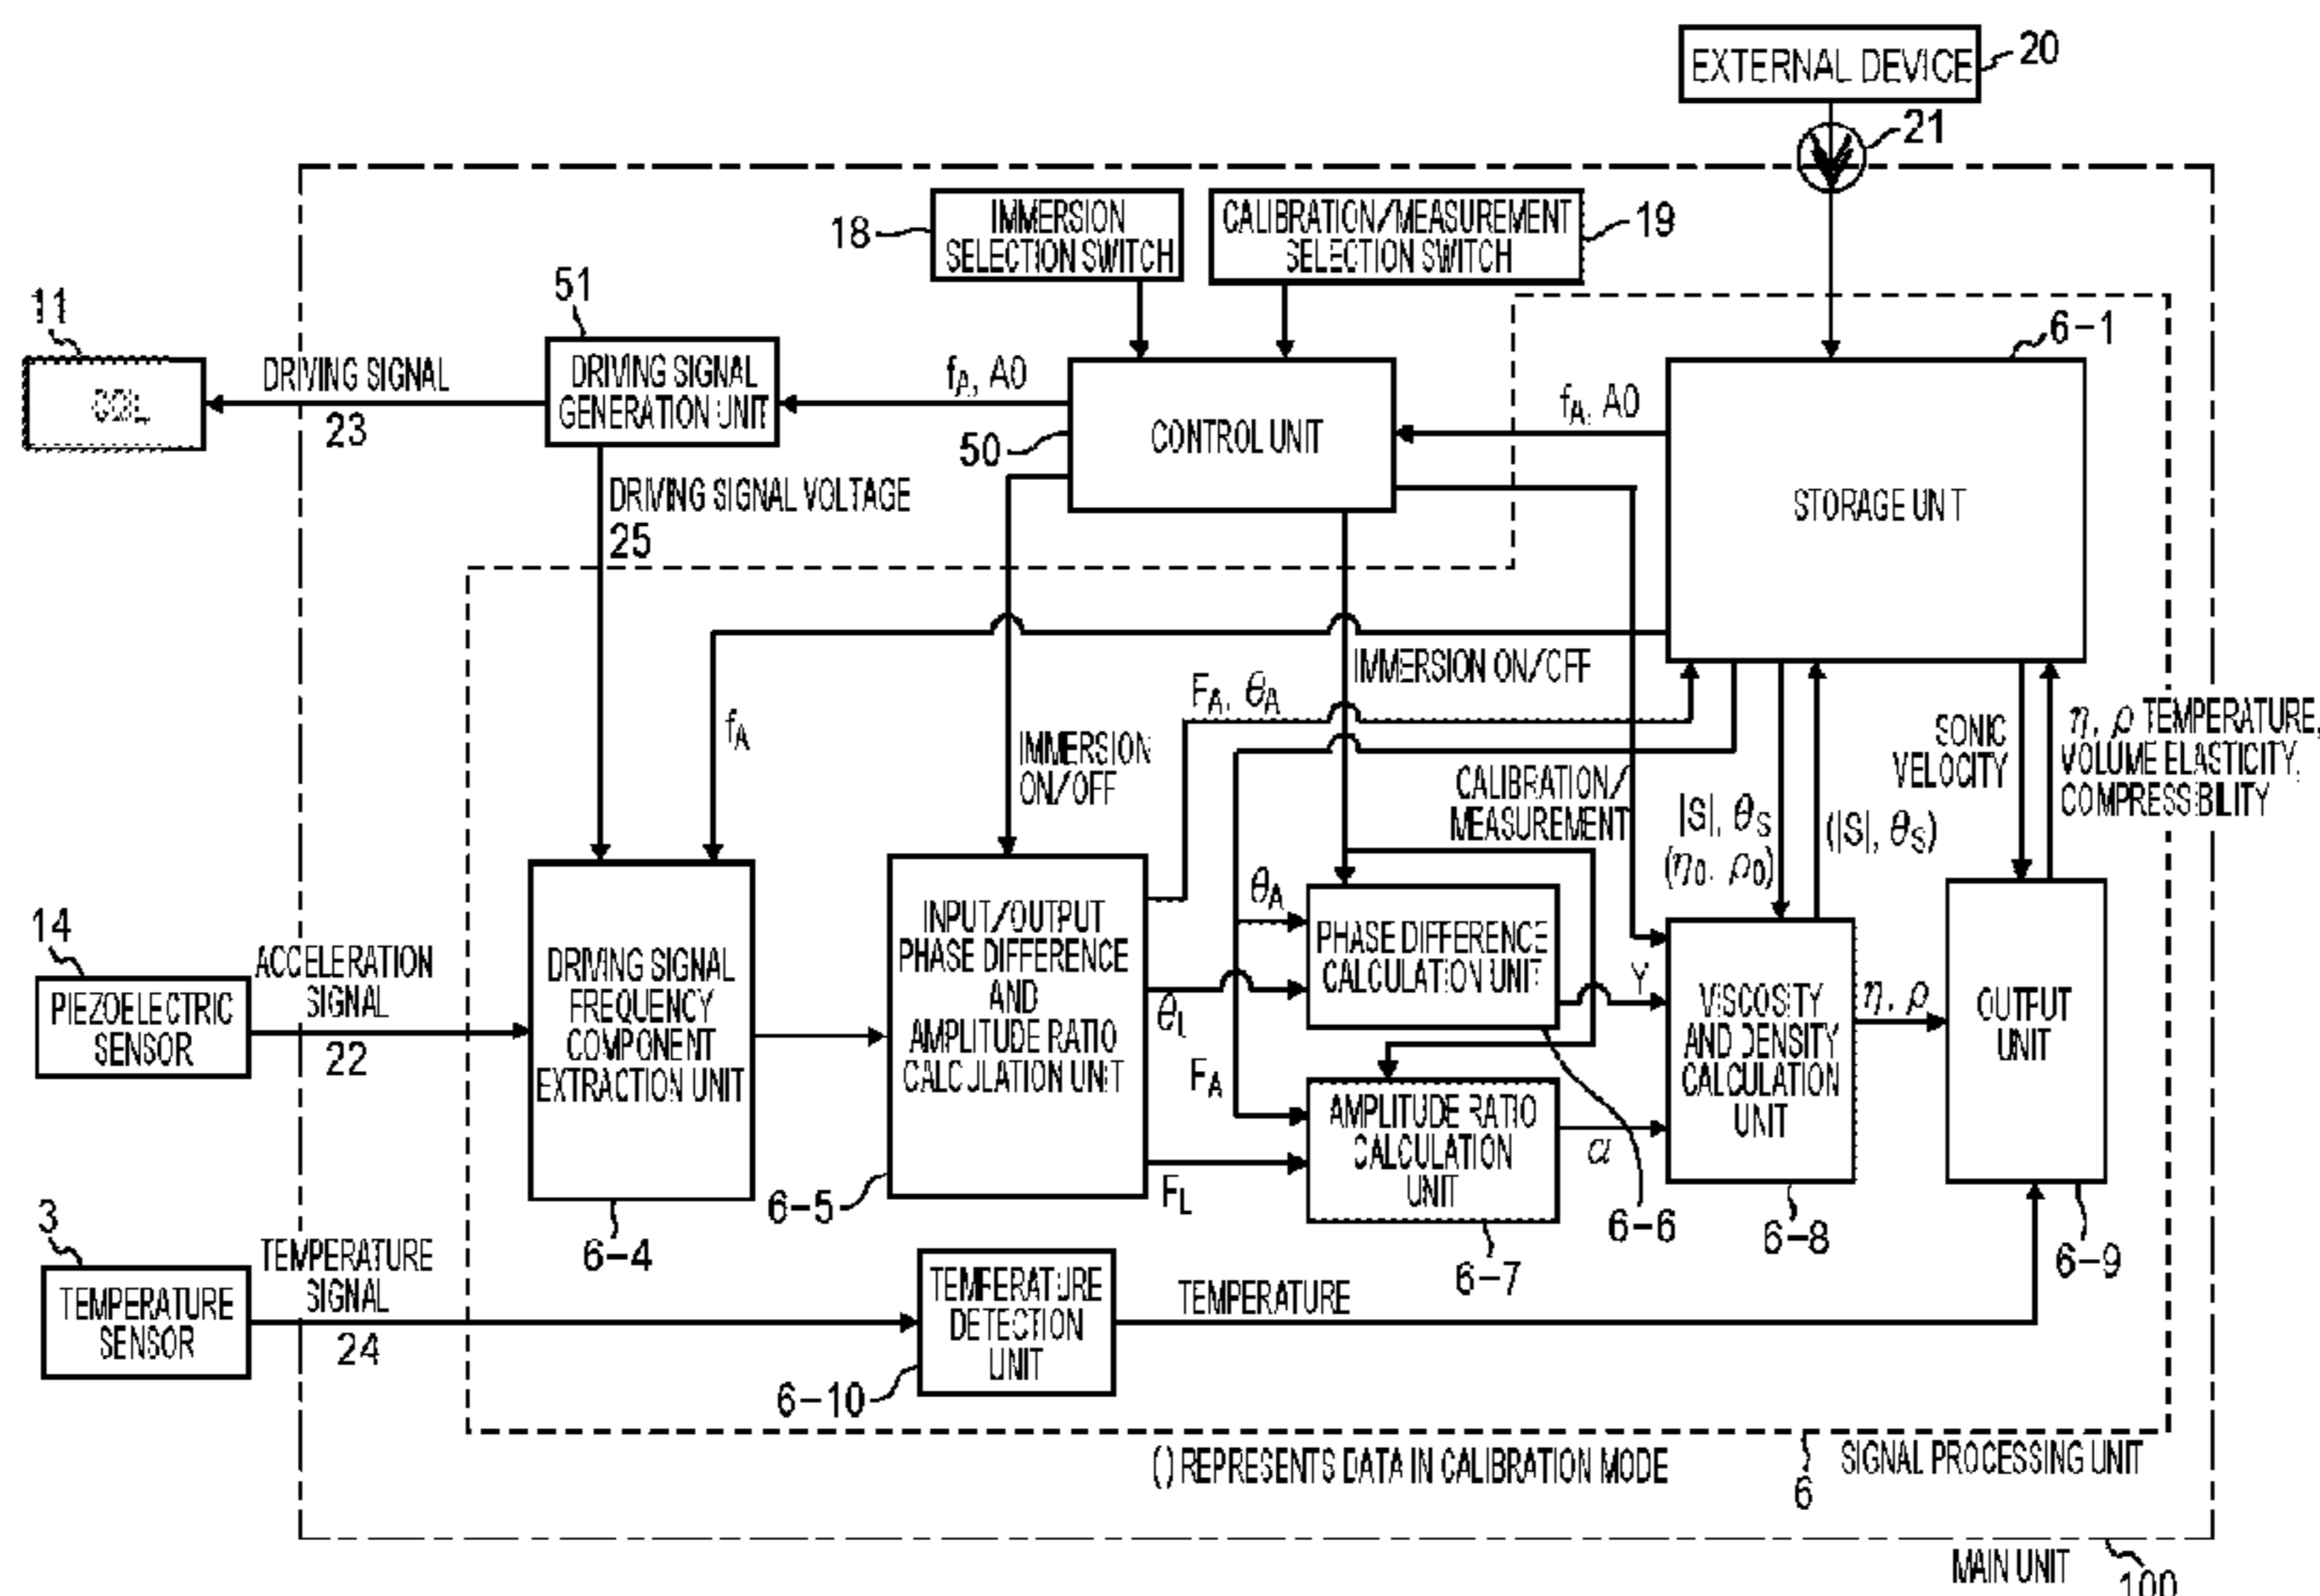 EXTERNAL DEVICE
20
21
18
IMMERSION
SELECTION SWITCH
CALIBRATION/MEASUREMENT
SELECTION SWITCH
19
11
51
DRIVING SIGNAL
23
DRIVING SIGNAL
GENERATION UNIT
fA, A0
50
CONTROL UNIT
fA, A0
6-1
STORAGE UNIT
DRIVING SIGNAL VOLTAGE
25
fA
IMMERSION
ON/OFF
FA, θA
IMMERSION ON/OFF
CALIBRATION/
MEASUREMENT
|S|, θS
(η0, ρ0)
(|S|, θS)
SONIC
VELOCITY
η, ρ TEMPERATURE,
VOLUME ELASTICITY,
COMPRESSIBILITY
14
PIEZOELECTRIC
SENSOR
ACCELERATION
SIGNAL
22
DRIVING SIGNAL
FREQUENCY
COMPONENT
EXTRACTION UNIT
6-4
INPUT/OUTPUT
PHASE DIFFERENCE
AND
AMPLITUDE RATIO
CALCULATION UNIT
6-5
θA
θL
FA
FL
PHASE DIFFERENCE
CALCULATION UNIT
6-6
AMPLITUDE RATIO
CALCULATION
UNIT
6-7
Y
α
VISCOSITY
AND DENSITY
CALCULATION
UNIT
6-8
η, ρ
OUTPUT
UNIT
6-9
3
TEMPERATURE
SENSOR
TEMPERATURE
SIGNAL
24
TEMPERATURE
DETECTION
UNIT
6-10
TEMPERATURE
() REPRESENTS DATA IN CALIBRATION MODE
6
SIGNAL PROCESSING UNIT
MAIN UNIT
100